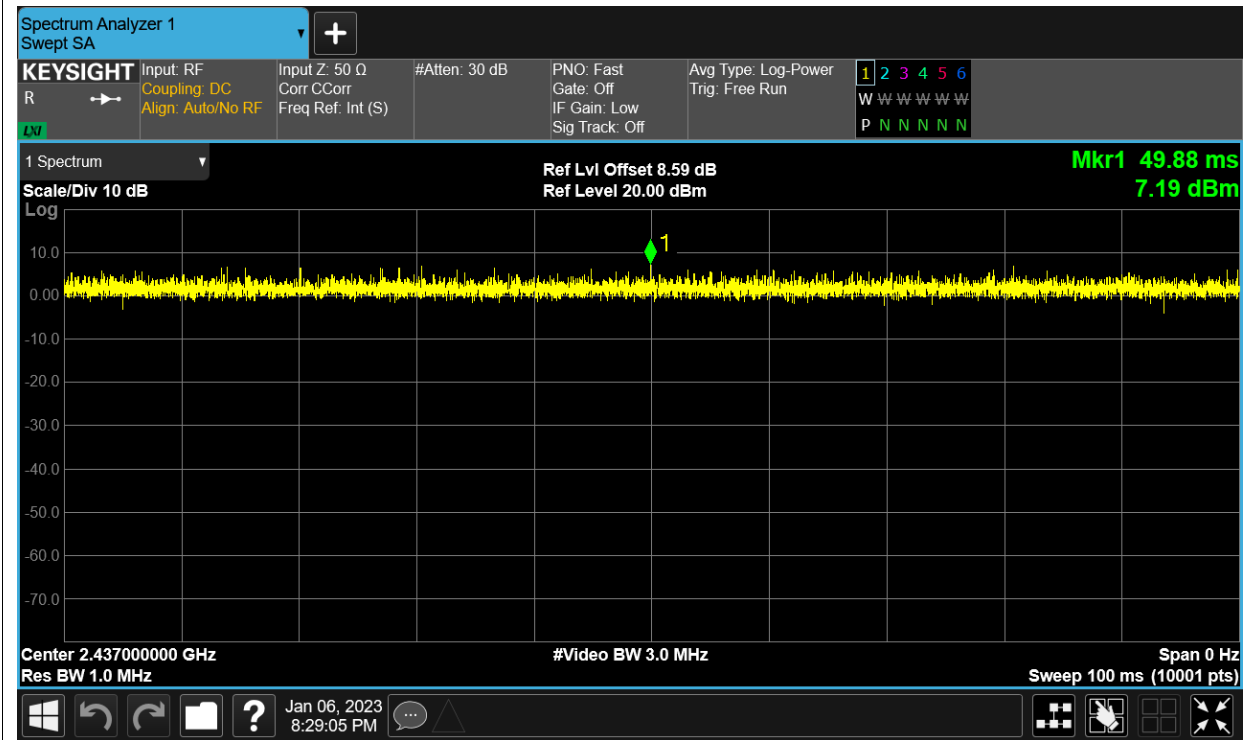 Spectrum Analyzer 1
Swept SA
KEYSIGHT
R
LXI
Input: RF
Coupling: DC
Align: Auto/No RF
Input Z: 50 Ω
Corr CCorr
Freq Ref: Int (S)
#Atten: 30 dB
PNO: Fast
Gate: Off
IF Gain: Low
Sig Track: Off
Avg Type: Log-Power
Trig: Free Run
1 2 3 4 5 6
W W W W W W
P N N N N N
1 Spectrum
Scale/Div 10 dB
Ref Lvl Offset 8.59 dB
Ref Level 20.00 dBm
Mkr1 49.88 ms
7.19 dBm
Log
1
10.0
0.00
-10.0
-20.0
-30.0
-40.0
-50.0
-60.0
-70.0
Center 2.437000000 GHz
Res BW 1.0 MHz
#Video BW 3.0 MHz
Span 0 Hz
Sweep 100 ms (10001 pts)
?
Jan 06, 2023
8:29:05 PM